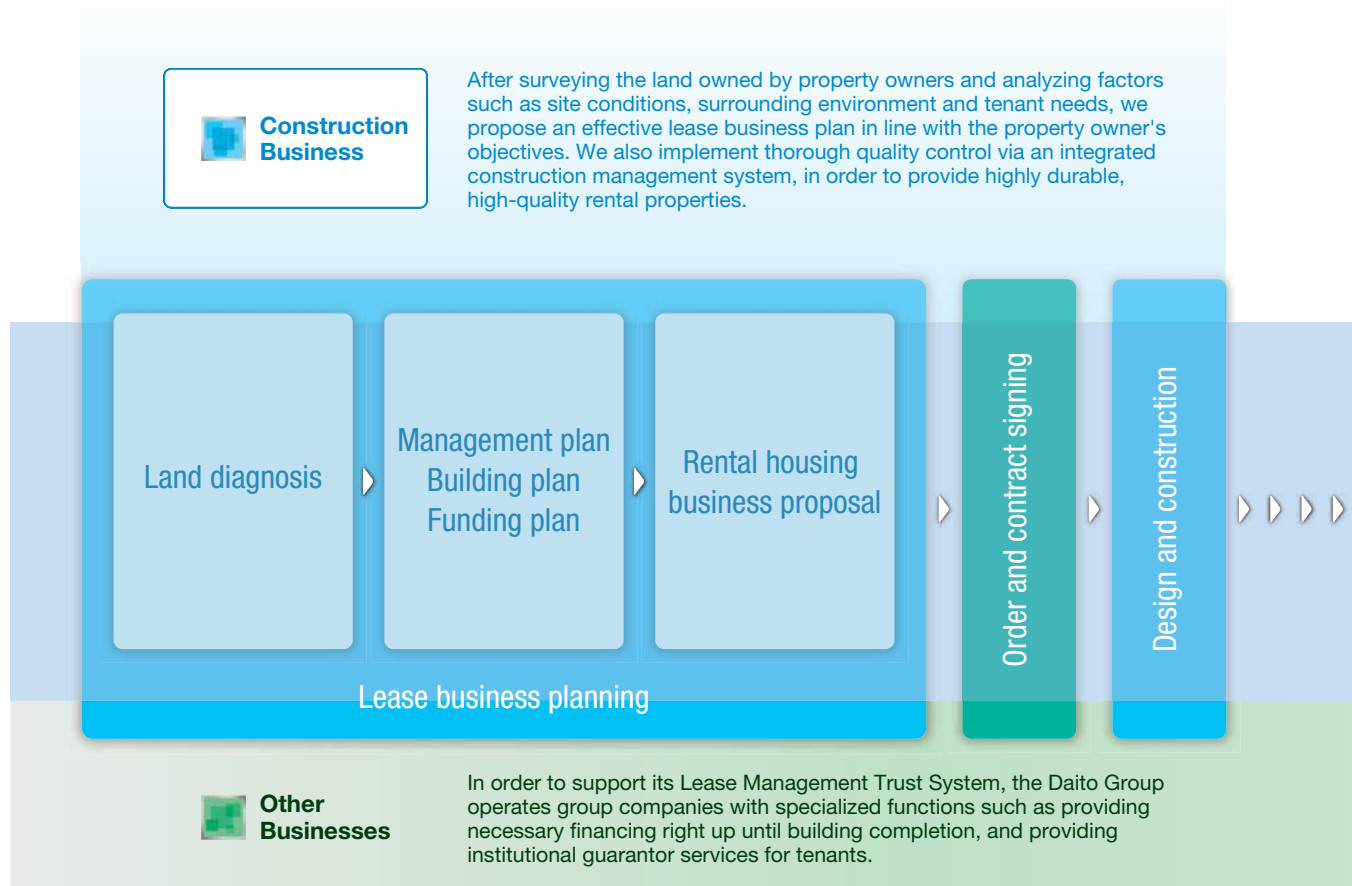 Construction
Business
After surveying the land owned by property owners and analyzing factors
such as site conditions, surrounding environment and tenant needs, we
propose an effective lease business plan in line with the property owner's
objectives. We also implement thorough quality control via an integrated
construction management system, in order to provide highly durable,
high-quality rental properties.
Land diagnosis
Management plan
Building plan
Funding plan
Rental housing
business proposal
Lease business planning
Order and contract signing
Design and construction
Other
Businesses
In order to support its Lease Management Trust System, the Daito Group
operates group companies with specialized functions such as providing
necessary financing right up until building completion, and providing
institutional guarantor services for tenants.